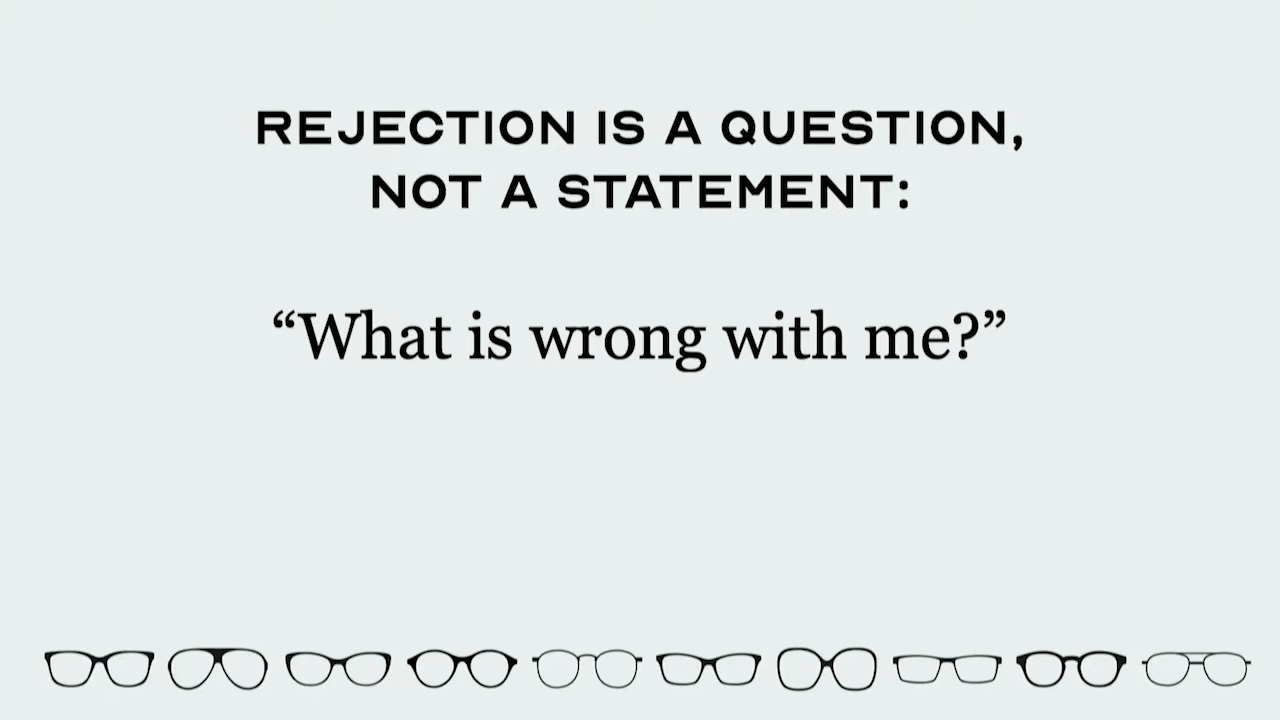 REJECTION IS A QUESTION,
NOT A STATEMENT:
“What is wrong with me?”